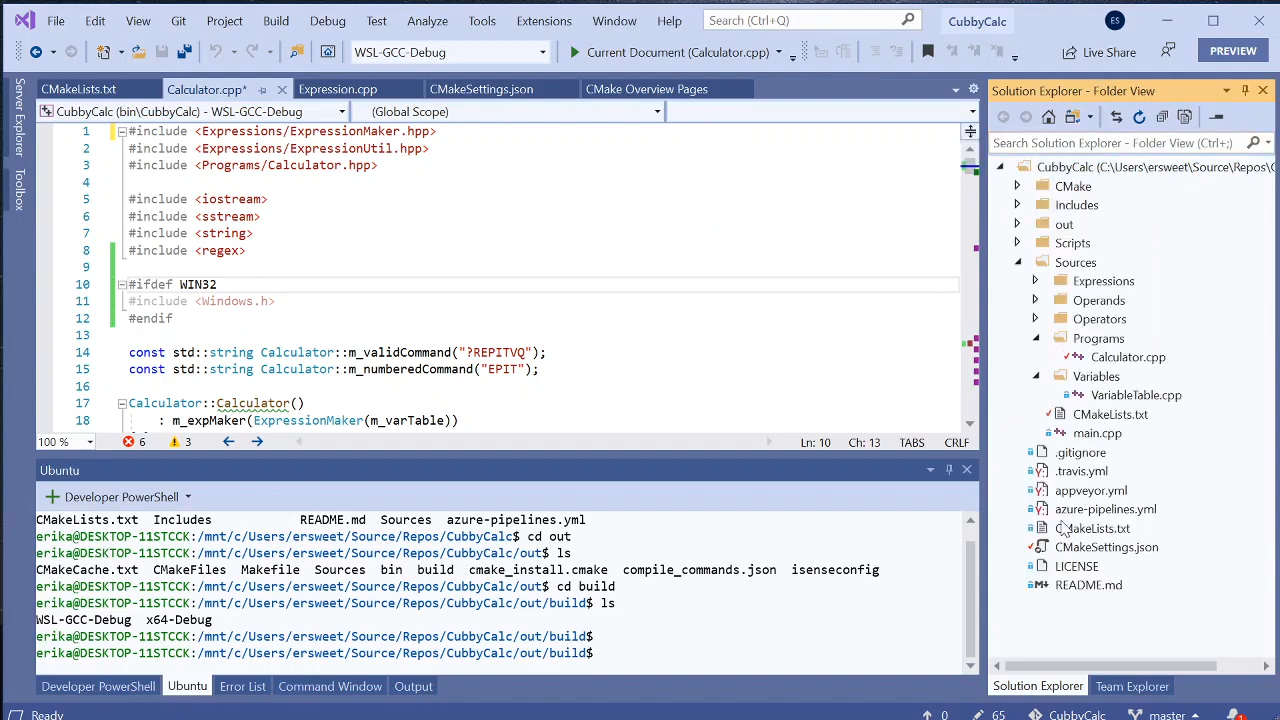 File Edit View Git Project Build Debug Test Analyze Tools Extensions Window Help Search (Ctrl+Q) CubbyCalc ES
WSL-GCC-Debug Current Document (Calculator.cpp) Live Share PREVIEW
Server Explorer
Toolbox
CMakeLists.txt Calculator.cpp* Expression.cpp CMakeSettings.json CMake Overview Pages
CubbyCalc (bin\CubbyCalc) - WSL-GCC-Debug (Global Scope)
1 #include <Expressions/ExpressionMaker.hpp>
2 #include <Expressions/ExpressionUtil.hpp>
3 #include <Programs/Calculator.hpp>
4
5 #include <iostream>
6 #include <sstream>
7 #include <string>
8 #include <regex>
9
10 #ifdef WIN32
11 #include <Windows.h>
12 #endif
13
14 const std::string Calculator::m_validCommand("?REPITVQ");
15 const std::string Calculator::m_numberedCommand("EPIT");
16
17 Calculator::Calculator()
18 : m_expMaker(ExpressionMaker(m_varTable))
100 % 6 3 Ln: 10 Ch: 13 TABS CRLF
Ubuntu
Developer PowerShell
CMakeLists.txt Includes README.md Sources azure-pipelines.yml
erika@DESKTOP-11STCCK:/mnt/c/Users/ersweet/Source/Repos/CubbyCalc$ cd out
erika@DESKTOP-11STCCK:/mnt/c/Users/ersweet/Source/Repos/CubbyCalc/out$ ls
CMakeCache.txt CMakeFiles Makefile Sources bin build cmake_install.cmake compile_commands.json isenseconfig
erika@DESKTOP-11STCCK:/mnt/c/Users/ersweet/Source/Repos/CubbyCalc/out$ cd build
erika@DESKTOP-11STCCK:/mnt/c/Users/ersweet/Source/Repos/CubbyCalc/out/build$ ls
WSL-GCC-Debug x64-Debug
erika@DESKTOP-11STCCK:/mnt/c/Users/ersweet/Source/Repos/CubbyCalc/out/build$
erika@DESKTOP-11STCCK:/mnt/c/Users/ersweet/Source/Repos/CubbyCalc/out/build$
Developer PowerShell Ubuntu Error List Command Window Output
Solution Explorer - Folder View
Search Solution Explorer - Folder View (Ctrl+;)
CubbyCalc (C:\Users\ersweet\Source\Repos\C
CMake
Includes
out
Scripts
Sources
Expressions
Operands
Operators
Programs
Calculator.cpp
Variables
VariableTable.cpp
CMakeLists.txt
main.cpp
.gitignore
.travis.yml
appveyor.yml
azure-pipelines.yml
CMakeLists.txt
CMakeSettings.json
LICENSE
README.md
Solution Explorer Team Explorer
Ready 0 65 CubbyCalc master